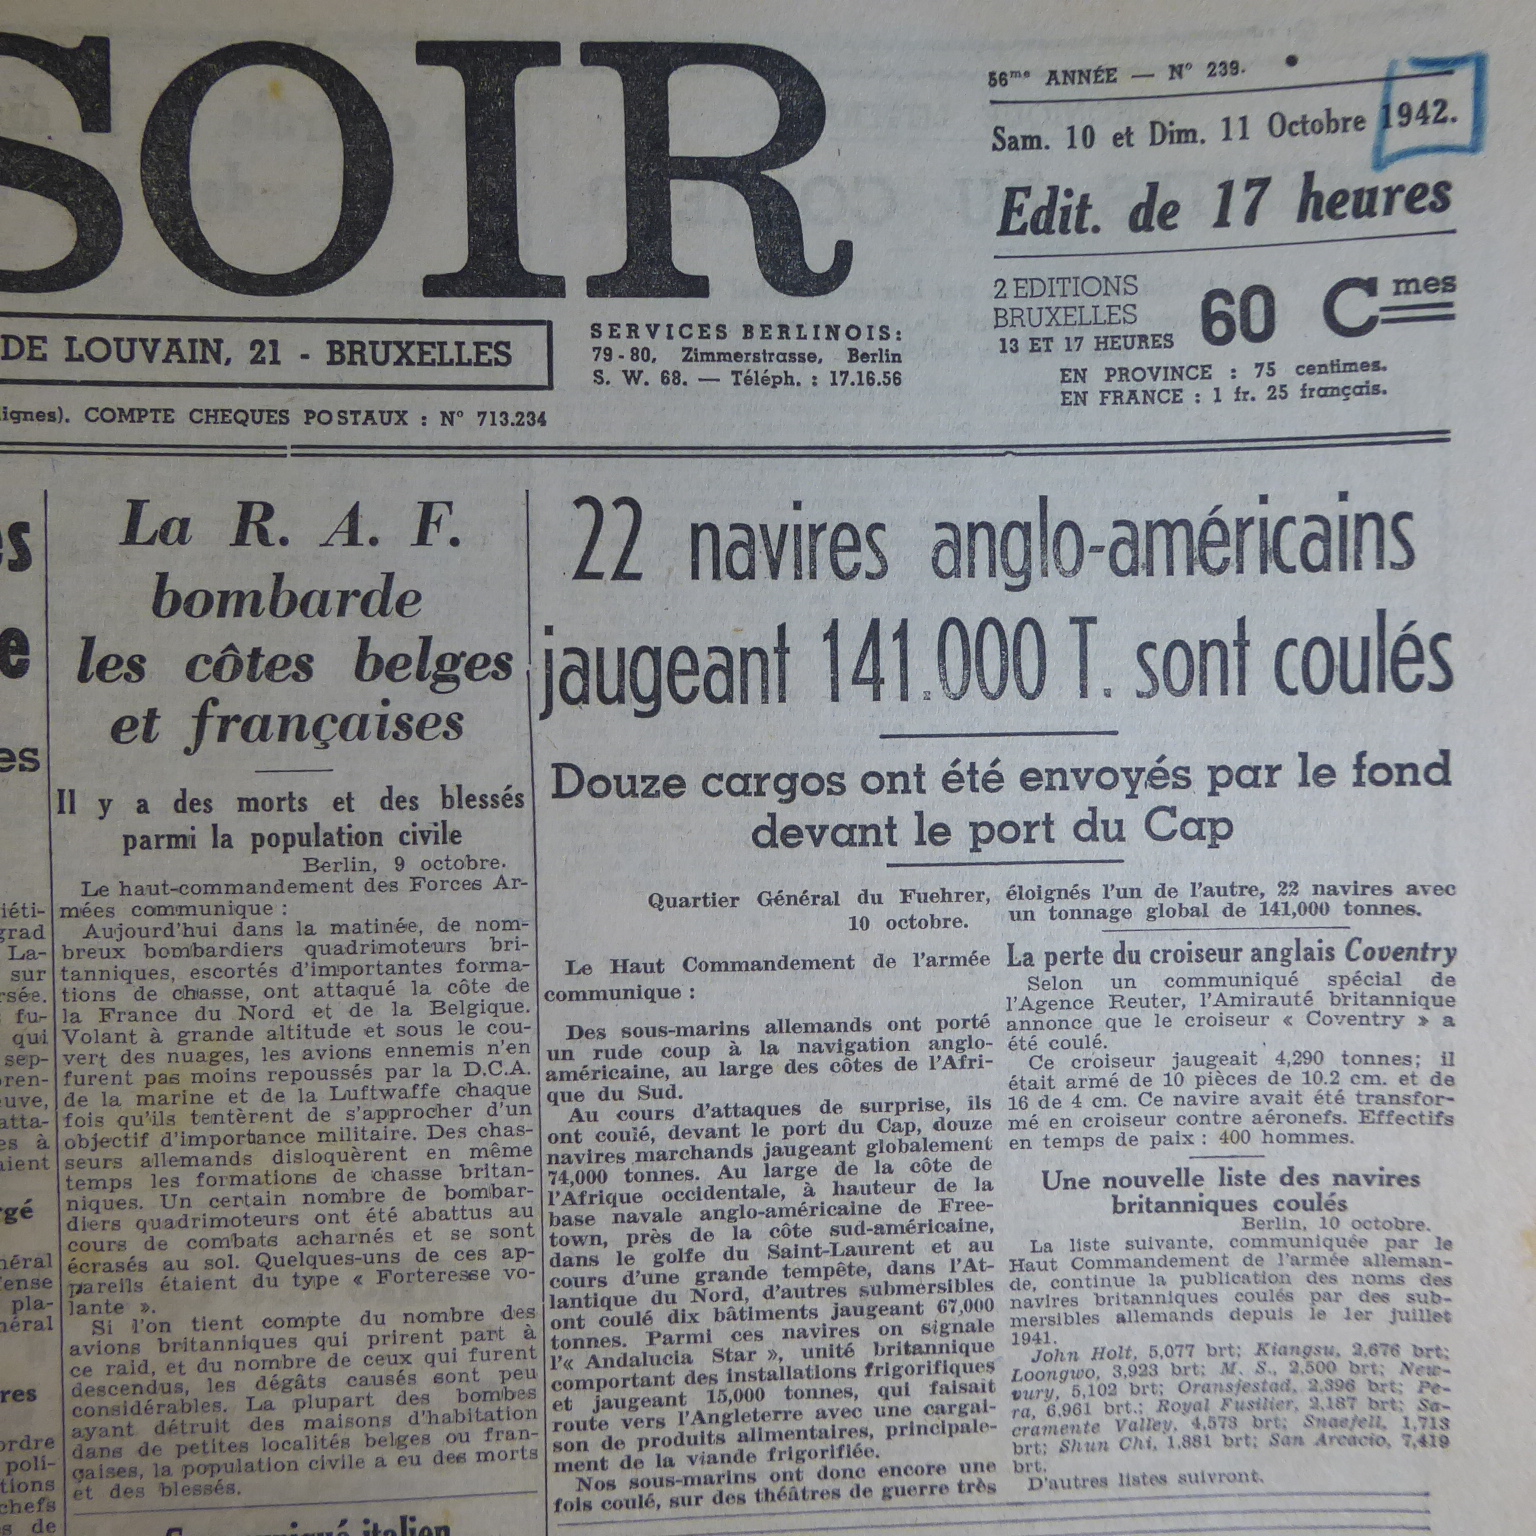 SOIR
56me ANNÉE — N° 239.
Sam. 10 et Dim. 11 Octobre 1942.
Edit. de 17 heures
2 EDITIONS
BRUXELLES
13 ET 17 HEURES
60 Cmes
EN PROVINCE : 75 centimes.
EN FRANCE : 1 fr. 25 français.
DE LOUVAIN, 21 - BRUXELLES
SERVICES BERLINOIS:
79-80, Zimmerstrasse, Berlin
S. W. 68. — Téléph. : 17.16.56
ignes). COMPTE CHEQUES POSTAUX : N° 713.234
es
e
es
iéti-
grad
La-
sur
rsée.
fu-
qui
sep-
oren-
euve,
atta-
es à
aient
rgé
néral
ense
pla-
néral
res
ordre
poli-
tions
chefs
s de
La R. A. F.
bombarde
les côtes belges
et françaises
Il y a des morts et des blessés
parmi la population civile
Berlin, 9 octobre.
Le haut-commandement des Forces Ar-
mées communique :
Aujourd'hui dans la matinée, de nom-
breux bombardiers quadrimoteurs bri-
tanniques, escortés d'importantes forma-
tions de chasse, ont attaqué la côte de
la France du Nord et de la Belgique.
Volant à grande altitude et sous le cou-
vert des nuages, les avions ennemis n'en
furent pas moins repoussés par la D.C.A.
de la marine et de la Luftwaffe chaque
fois qu'ils tentèrent de s'approcher d'un
objectif d'importance militaire. Des chas-
seurs allemands disloquèrent en même
temps les formations de chasse britan-
niques. Un certain nombre de bombar-
diers quadrimoteurs ont été abattus au
cours de combats acharnés et se sont
écrasés au sol. Quelques-uns de ces ap-
pareils étaient du type « Forteresse vo-
lante ».
Si l'on tient compte du nombre des
avions britanniques qui prirent part à
ce raid, et du nombre de ceux qui furent
descendus, les dégâts causés sont peu
considérables. La plupart des bombes
ayant détruit des maisons d'habitation
dans de petites localités belges ou fran-
çaises, la population civile a eu des morts
et des blessés.
italien
22 navires anglo-américains
jaugeant 141.000 T. sont coulés
Douze cargos ont été envoyés par le fond
devant le port du Cap
Quartier Général du Fuehrer,
10 octobre.
Le Haut Commandement de l'armée
communique :
Des sous-marins allemands ont porté
un rude coup à la navigation anglo-
américaine, au large des côtes de l'Afri-
que du Sud.
Au cours d'attaques de surprise, ils
ont coulé, devant le port du Cap, douze
navires marchands jaugeant globalement
74,000 tonnes. Au large de la côte de
l'Afrique occidentale, à hauteur de la
base navale anglo-américaine de Free-
town, près de la côte sud-américaine,
dans le golfe du Saint-Laurent et au
cours d'une grande tempête, dans l'At-
lantique du Nord, d'autres submersibles
ont coulé dix bâtiments jaugeant 67,000
tonnes. Parmi ces navires on signale
l'« Andalucia Star », unité britannique
comportant des installations frigorifiques
et jaugeant 15,000 tonnes, qui faisait
route vers l'Angleterre avec une cargai-
son de produits alimentaires, principale-
ment de la viande frigorifiée.
Nos sous-marins ont donc encore une
fois coulé, sur des théâtres de guerre très
éloignés l'un de l'autre, 22 navires avec
un tonnage global de 141,000 tonnes.
La perte du croiseur anglais Coventry
Selon un communiqué spécial de
l'Agence Reuter, l'Amirauté britannique
annonce que le croiseur « Coventry » a
été coulé.
Ce croiseur jaugeait 4,290 tonnes; il
était armé de 10 pièces de 10.2 cm. et de
16 de 4 cm. Ce navire avait été transfor-
mé en croiseur contre aéronefs. Effectifs
en temps de paix : 400 hommes.
Une nouvelle liste des navires
britanniques coulés
Berlin, 10 octobre.
La liste suivante, communiquée par le
Haut Commandement de l'armée alleman-
de, continue la publication des noms des
navires britanniques coulés par des sub-
mersibles allemands depuis le 1er juillet
1941.
John Holt, 5,077 brt; Kiangsu, 2,676 brt;
Loongwo, 3,923 brt; M. S., 2,500 brt; New-
bury, 5,102 brt; Oransjestad, 2,396 brt; Pe-
ra, 6,961 brt.; Royal Fusilier, 2,187 brt; Sa-
cramente Valley, 4,573 brt; Snaefell, 1,713
brt; Shun Chi, 1,881 brt; San Arcacio, 7,419
brt.
D'autres listes suivront.